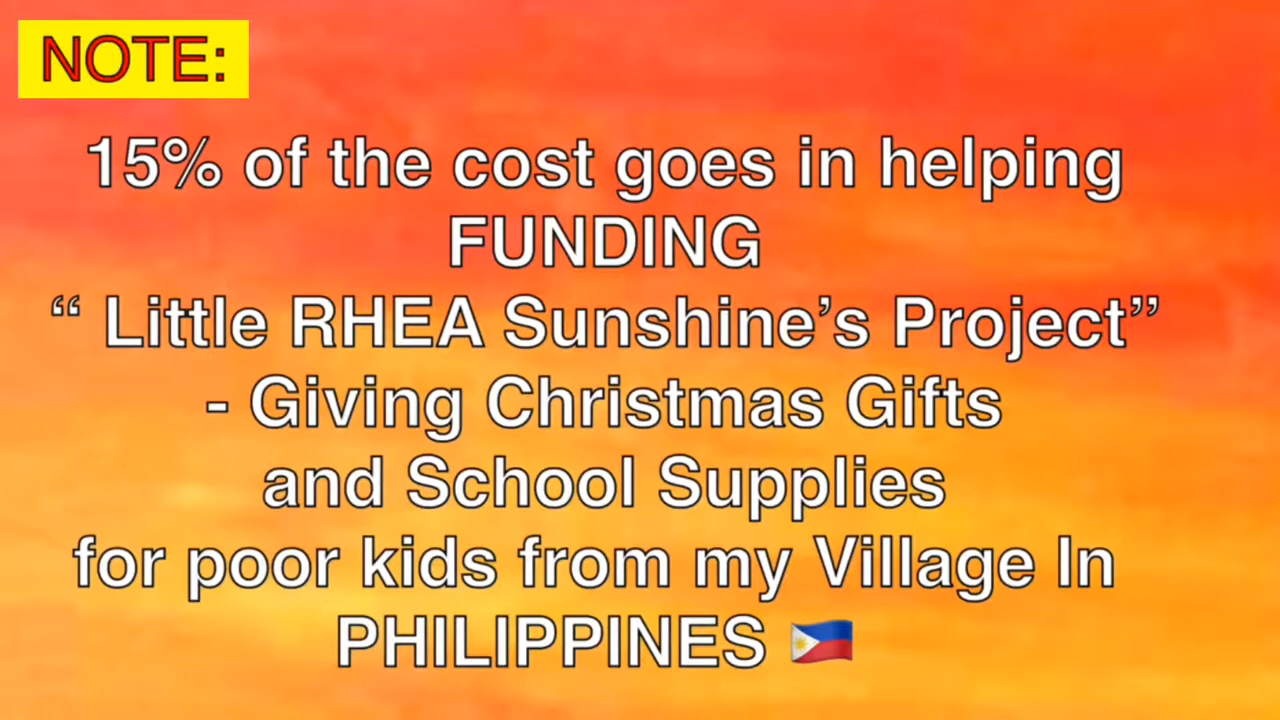 NOTE:
15% of the cost goes in helping
FUNDING
“ Little RHEA Sunshine’s Project”
- Giving Christmas Gifts
and School Supplies
for poor kids from my Village In
PHILIPPINES 🇵🇭